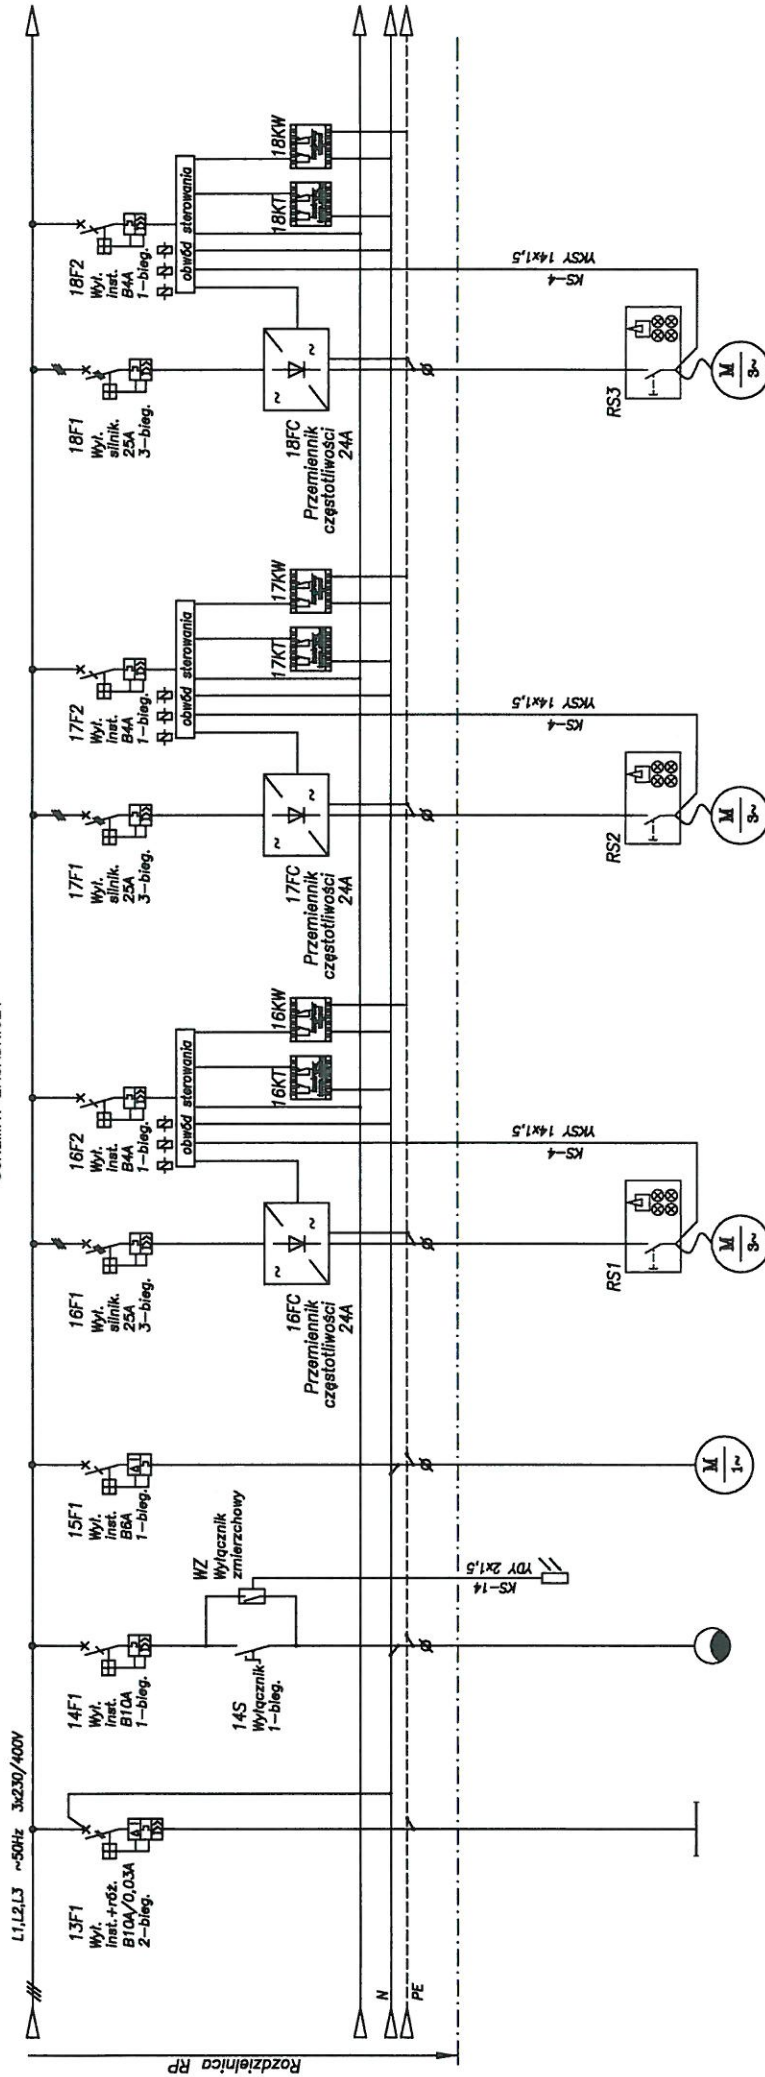 L1,L2,L3 ~50Hz 3x230/400V
Rozdzielnica RP
N
PE
13F1
Wył.
inst.+róż.
B10A/0,03A
2-bieg.
14F1
Wył.
inst.
B10A
1-bieg.
14S
Wyłącznik
1-bieg.
WZ
Wyłącznik
zmierzchowy
KS-14
YDY 2x1,5
15F1
Wył.
inst.
B6A
1-bieg.
M
1~
16F1
Wył.
silnik.
25A
3-bieg.
16F2
Wył.
inst.
B4A
1-bieg.
obwód sterowania
16KT
16KW
16FC
Przemiennik
częstotliwości
24A
KS-4
YKSY 14x1,5
RS1
M
3~
17F1
Wył.
silnik.
25A
3-bieg.
17F2
Wył.
inst.
B4A
1-bieg.
obwód sterowania
17KT
17KW
17FC
Przemiennik
częstotliwości
24A
KS-4
YKSY 14x1,5
RS2
M
3~
18F1
Wył.
silnik.
25A
3-bieg.
18F2
Wył.
inst.
B4A
1-bieg.
obwód sterowania
18KT
18KW
18FC
Przemiennik
częstotliwości
24A
KS-4
YKSY 14x1,5
RS3
M
3~